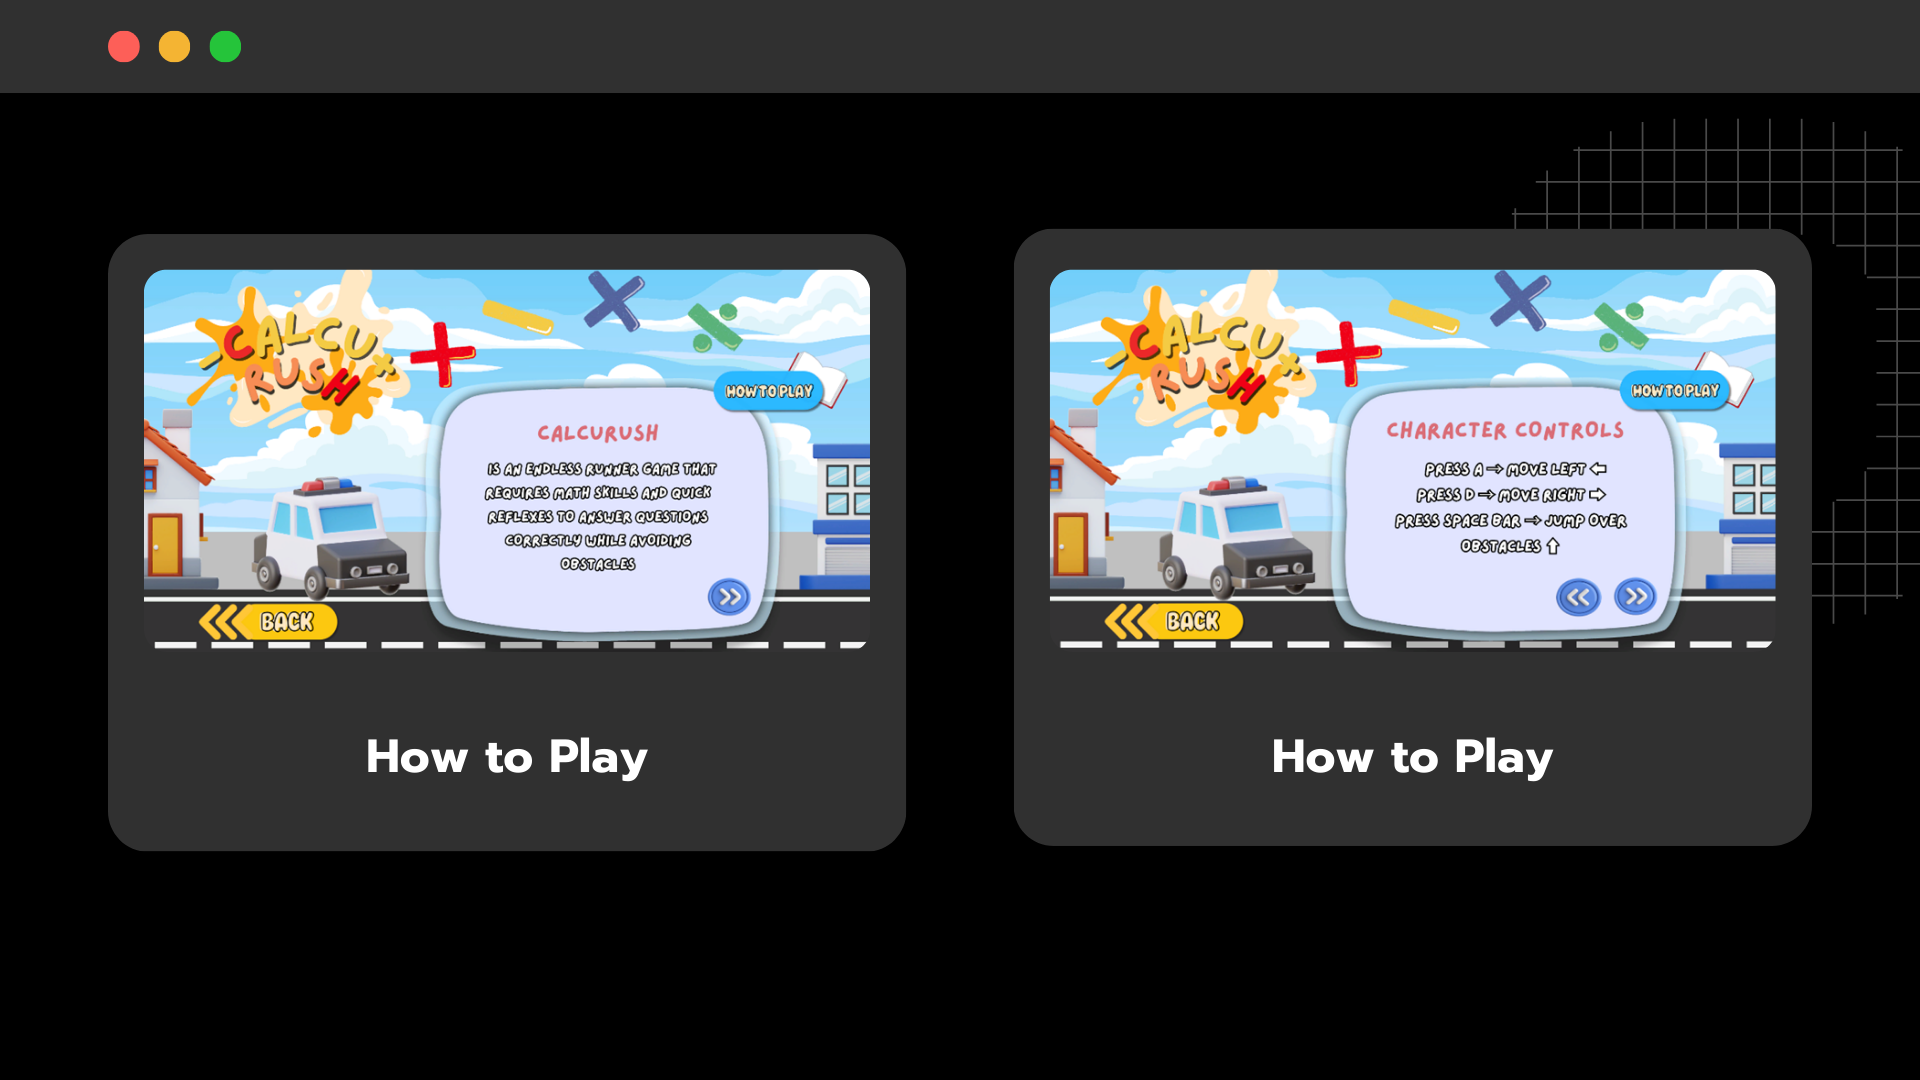 CALCU
RUSH
HOW TO PLAY
CALCURUSH
IS AN ENDLESS RUNNER GAME THAT
REQUIRES MATH SKILLS AND QUICK
REFLEXES TO ANSWER QUESTIONS
CORRECTLY WHILE AVOIDING
OBSTACLES
BACK
How to Play
CALCU
RUSH
HOW TO PLAY
CHARACTER CONTROLS
PRESS A → MOVE LEFT ⬅
PRESS D → MOVE RIGHT ➡
PRESS SPACE BAR → JUMP OVER
OBSTACLES ⬆
BACK
How to Play